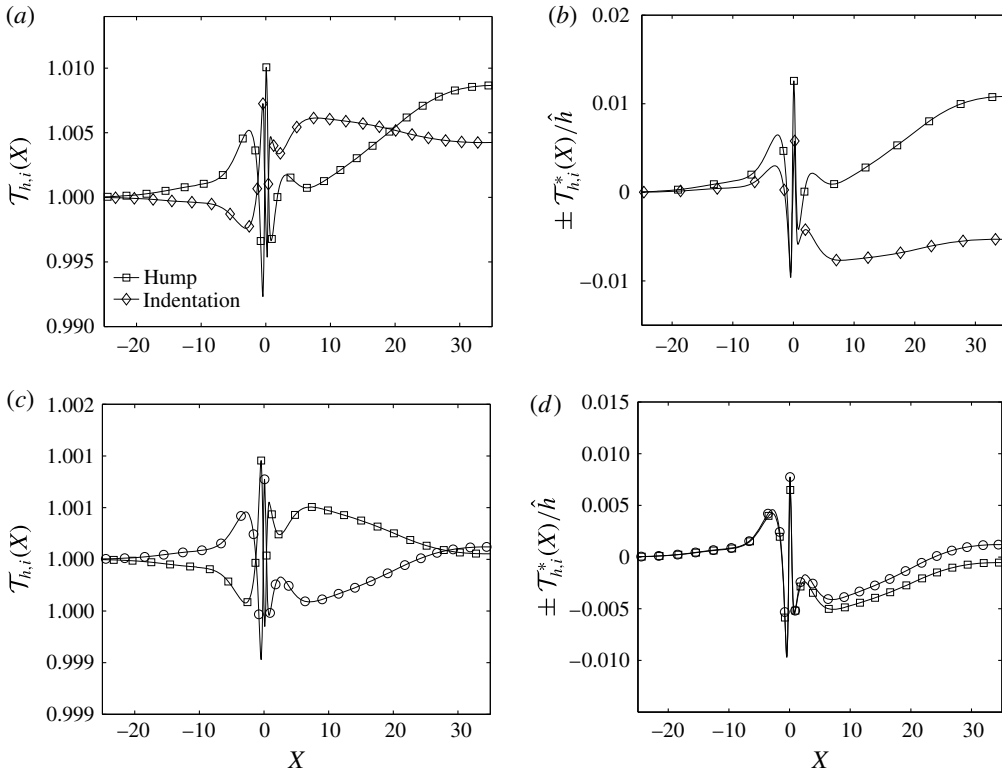 (a)
1.010
1.005
1.000
0.995
0.990
𝒯h,i(X)
Hump
Indentation
−20 −10 0 10 20 30
(b)
0.02
0.01
0
−0.01
± 𝒯*h,i(X)/ĥ
−20 −10 0 10 20 30
(c)
1.002
1.001
1.001
1.000
1.000
0.999
0.999
𝒯h,i(X)
−20 −10 0 10 20 30
X
(d)
0.015
0.010
0.005
0
−0.005
−0.010
± 𝒯*h,i(X)/ĥ
−20 −10 0 10 20 30
X